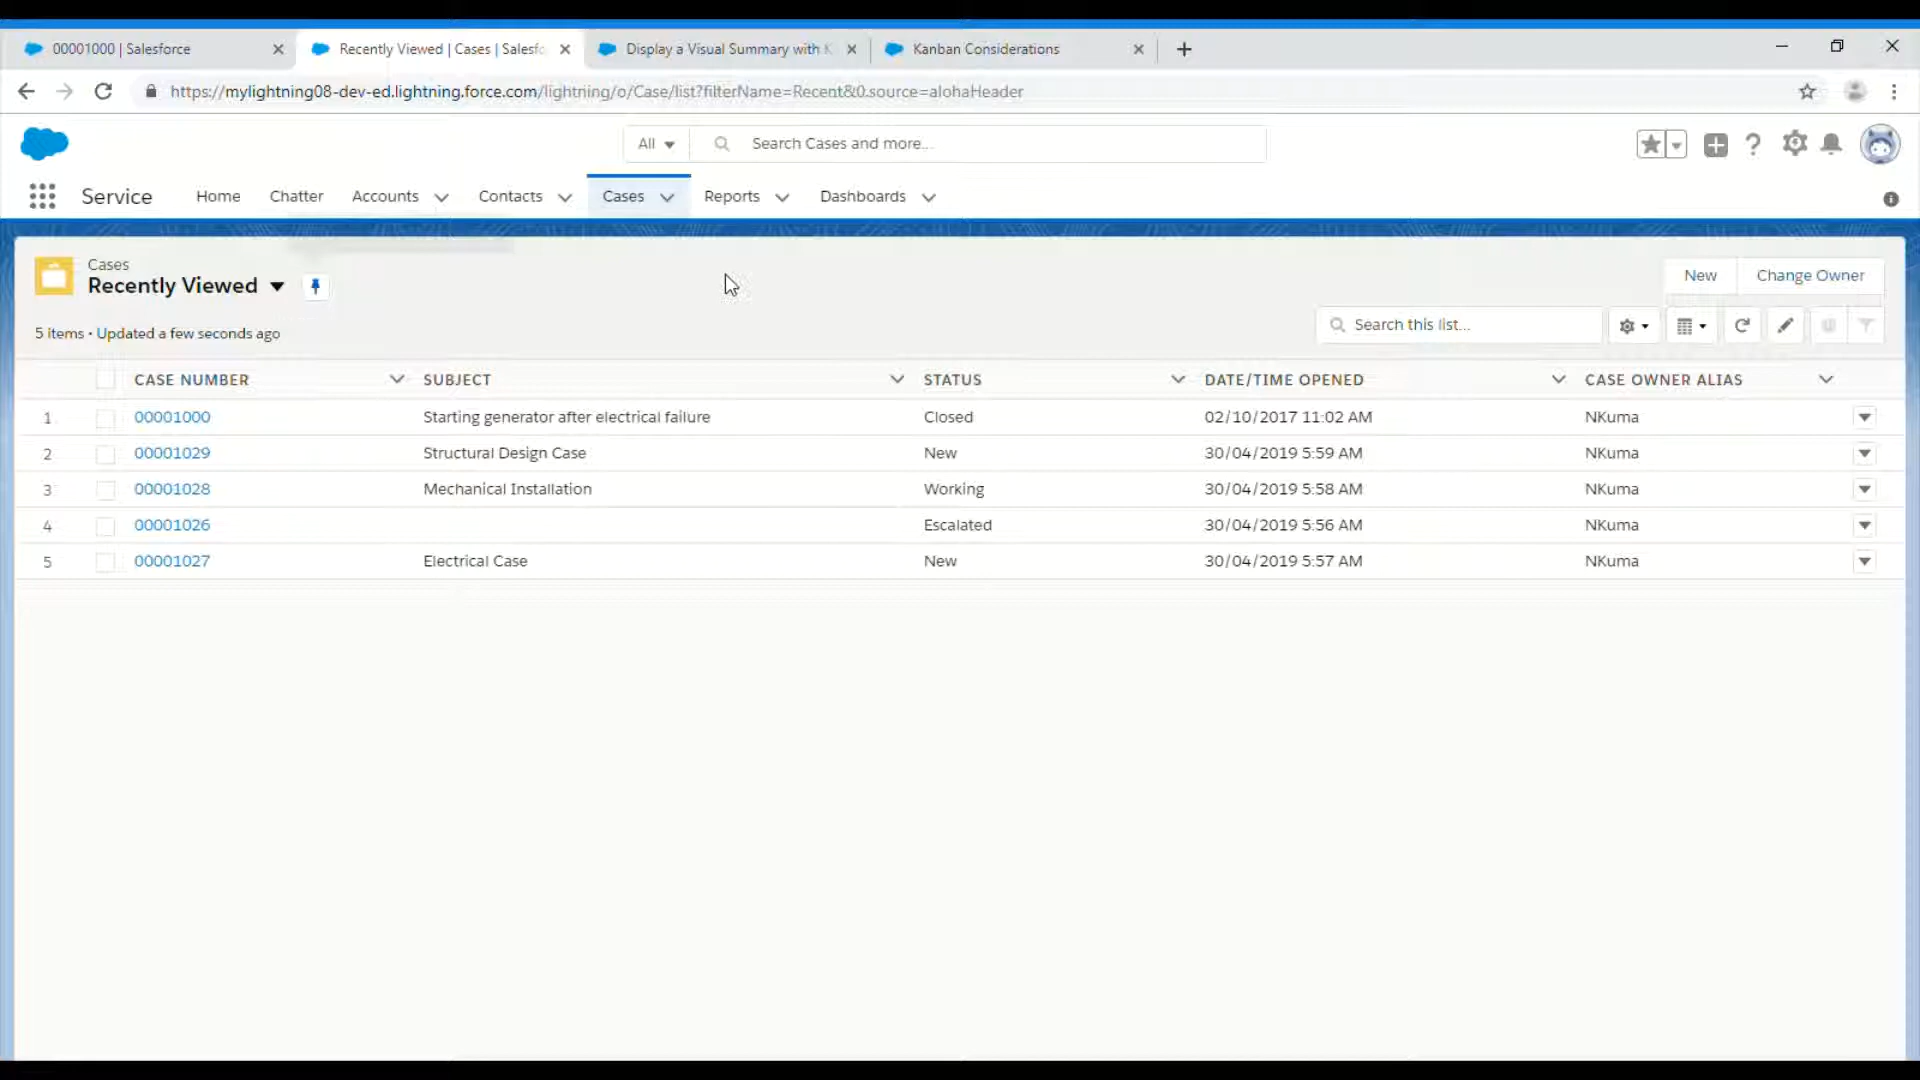 00001000 | Salesforce
Recently Viewed | Cases | Salesfo
Display a Visual Summary with K
Kanban Considerations
https://mylightning08-dev-ed.lightning.force.com/lightning/o/Case/list?filterName=Recent&0.source=alohaHeader
All
Search Cases and more...
Service
Home
Chatter
Accounts
Contacts
Cases
Reports
Dashboards
Cases
Recently Viewed
New
Change Owner
5 items • Updated a few seconds ago
Search this list...
CASE NUMBER SUBJECT STATUS DATE/TIME OPENED CASE OWNER ALIAS
1 00001000 Starting generator after electrical failure Closed 02/10/2017 11:02 AM NKuma
2 00001029 Structural Design Case New 30/04/2019 5:59 AM NKuma
3 00001028 Mechanical Installation Working 30/04/2019 5:58 AM NKuma
4 00001026 Escalated 30/04/2019 5:56 AM NKuma
5 00001027 Electrical Case New 30/04/2019 5:57 AM NKuma